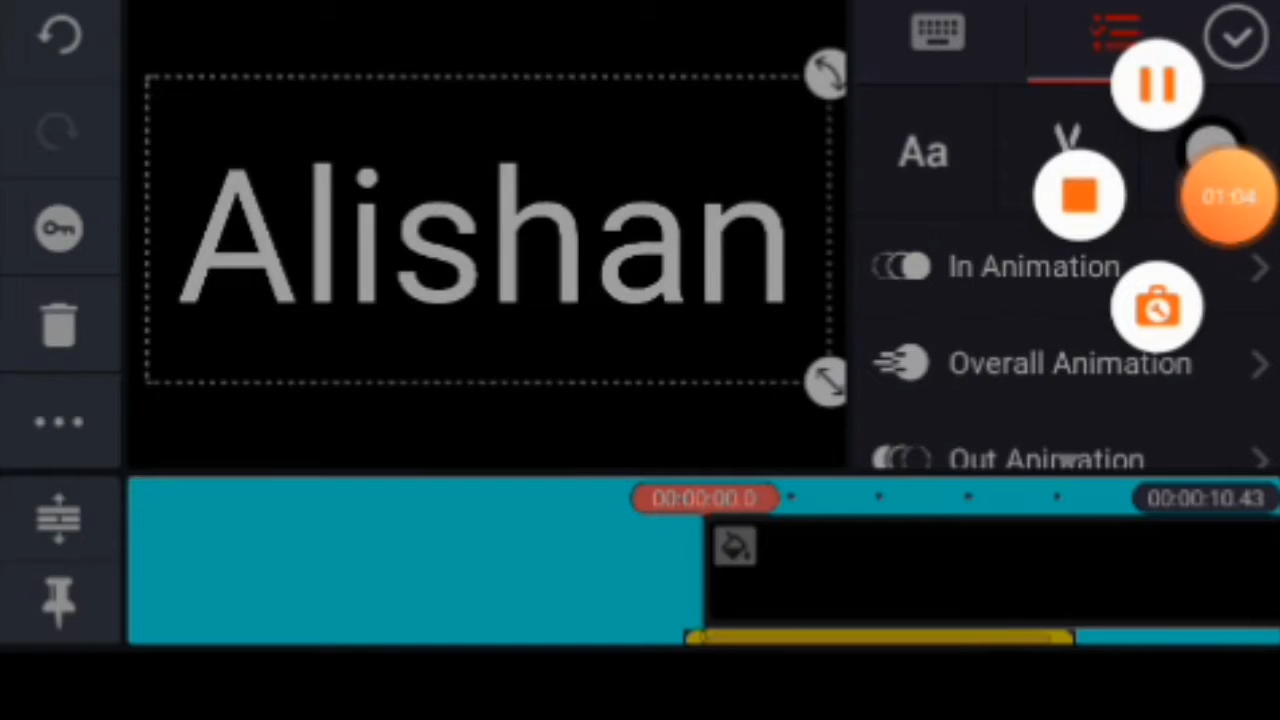 Alishan
Aa
01:04
In Animation
Overall Animation
Out Animation
00:00:00.0
00:00:10.43